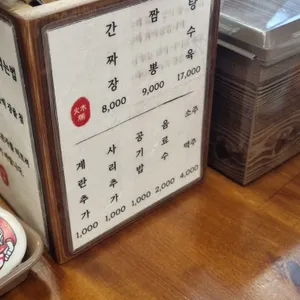 간짜장
8,000
짬뽕
9,000
탕수육
17,000
계란추가
1,000
사리추가
1,000
공기밥
1,000
음료수
2,000
소주
맥주
4,000